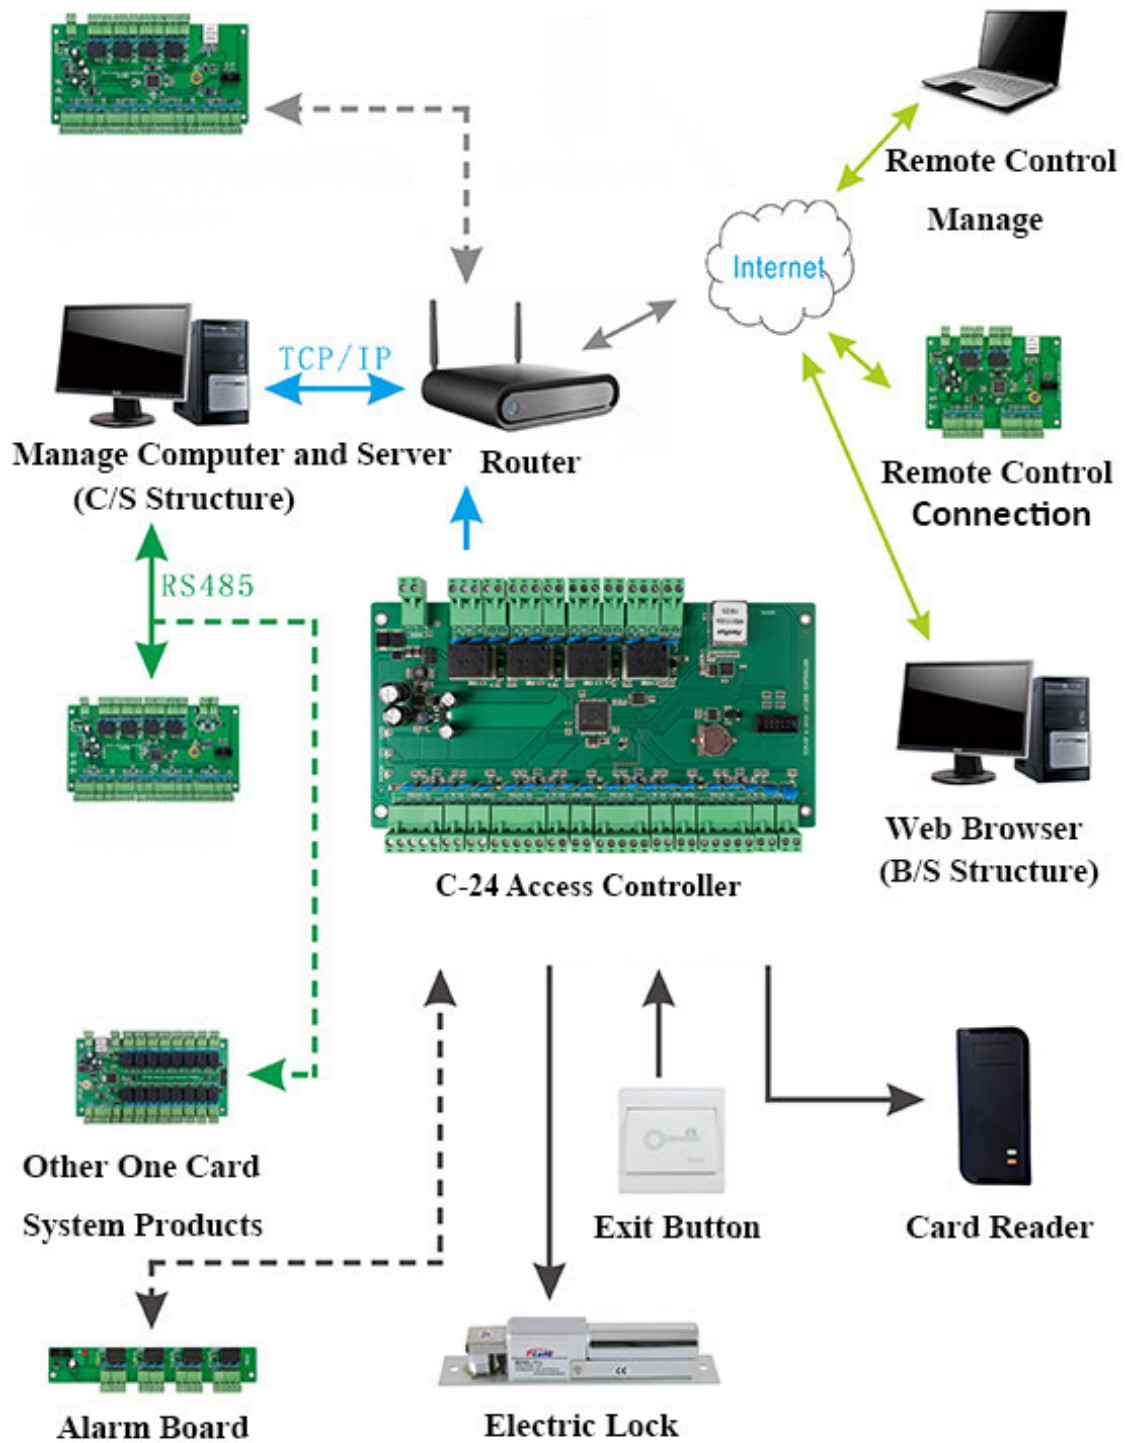 Remote Control
Manage
Internet
TCP/IP
Manage Computer and Server
(C/S Structure)
Router
Remote Control
Connection
RS485
C-24 Access Controller
Web Browser
(B/S Structure)
Other One Card
System Products
Exit Button
Card Reader
CE
Alarm Board
Electric Lock